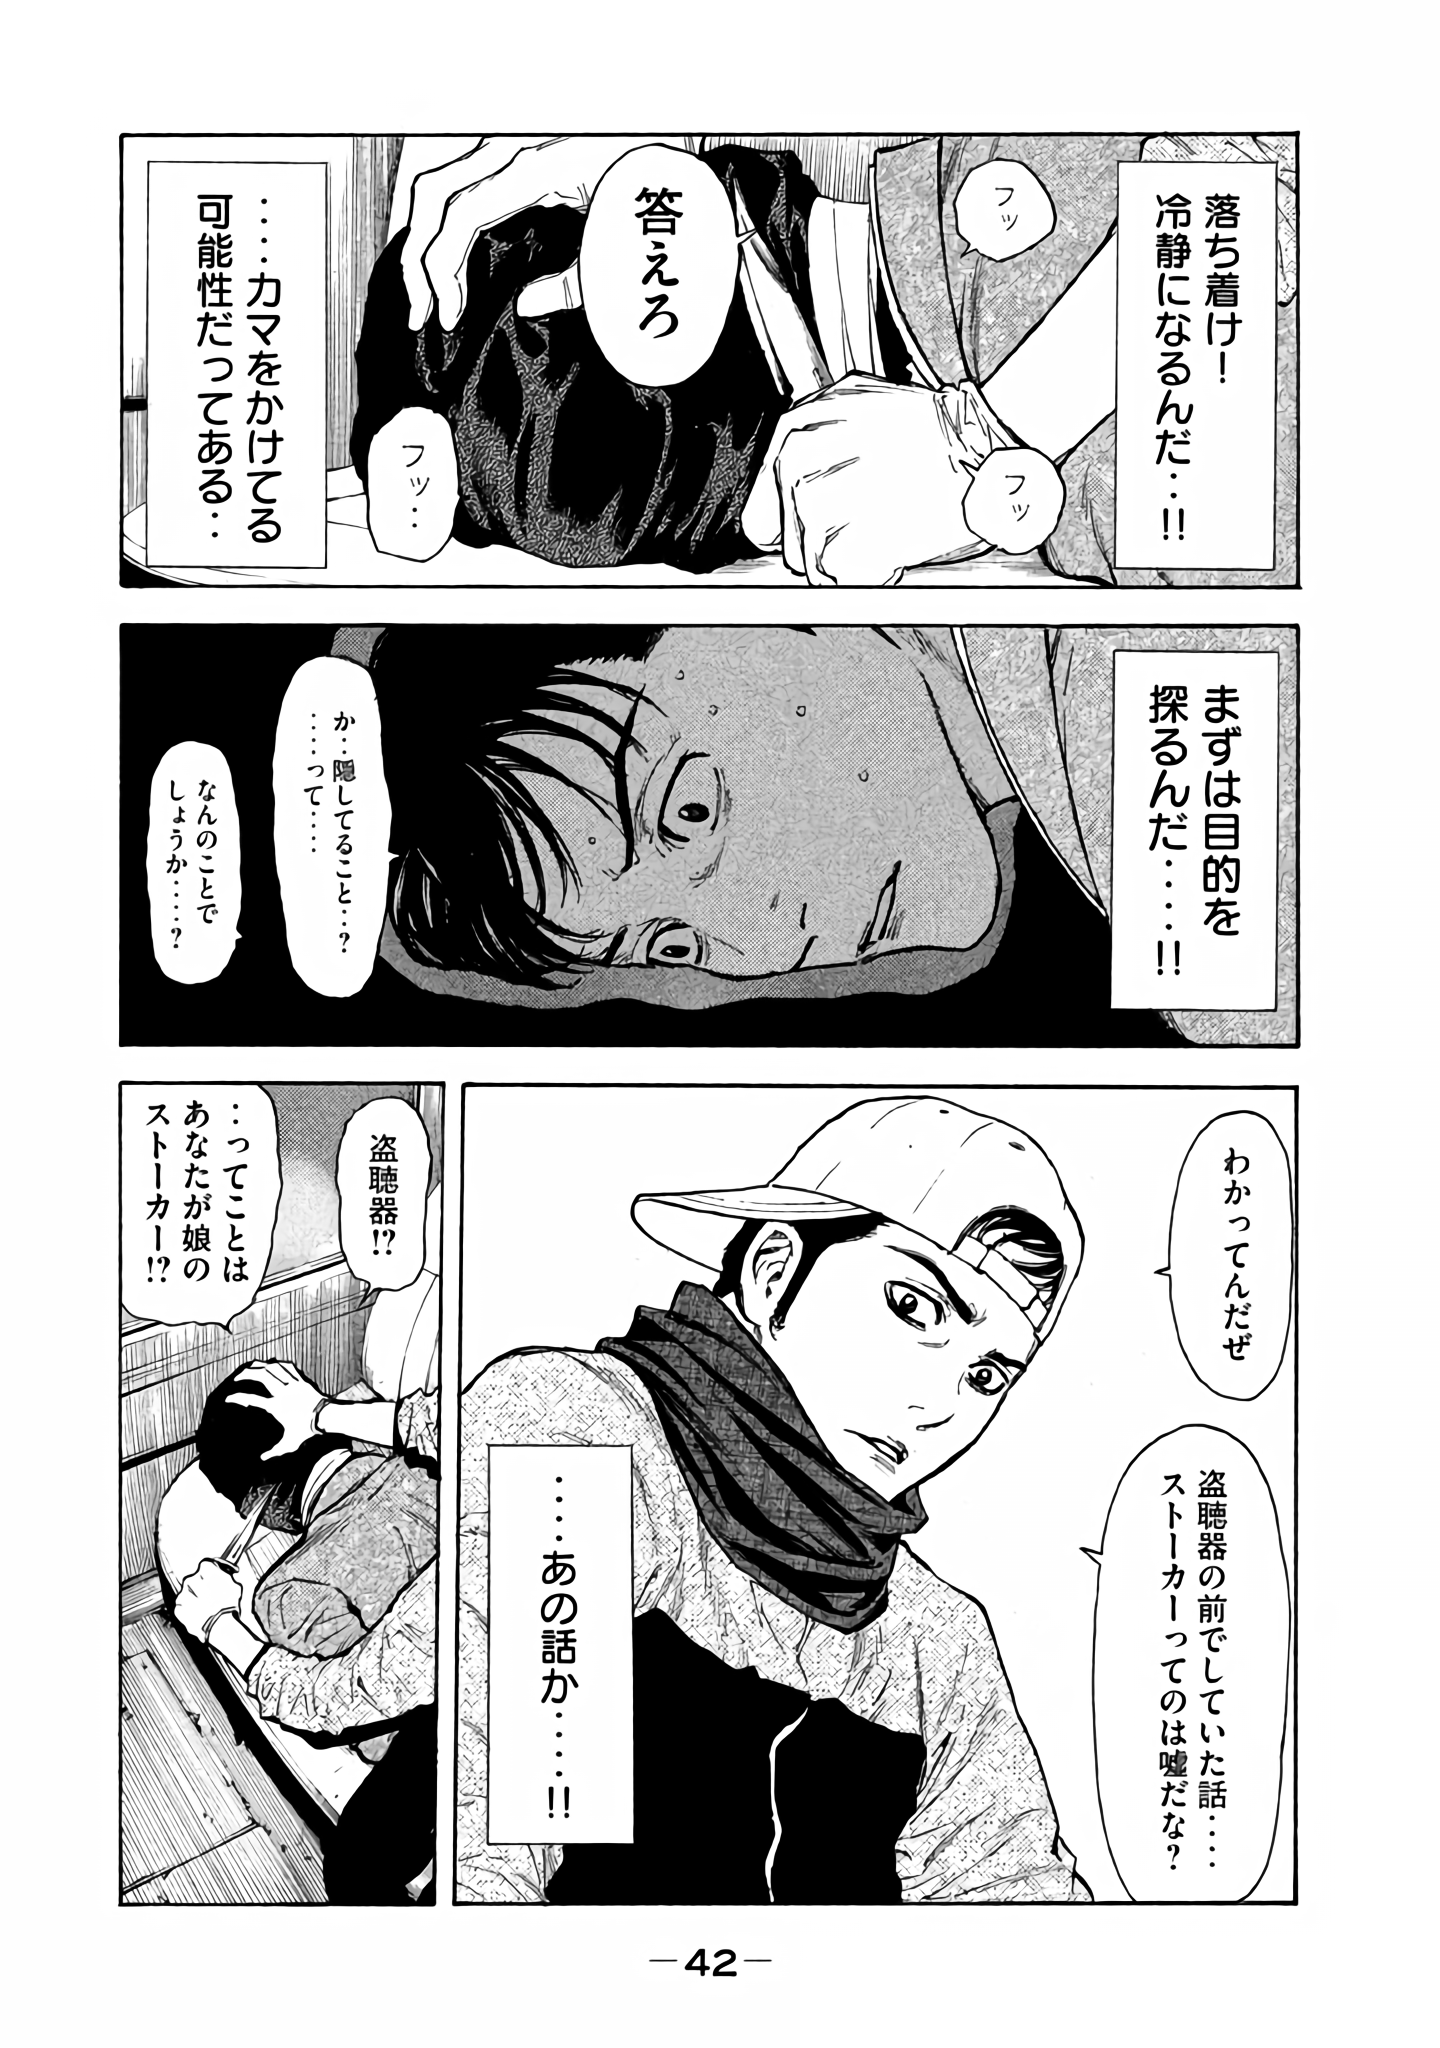 落ち着け！
冷静になるんだ‥!!
フッ
答えろ
フッ
フッ‥
‥‥カマをかけてる
可能性だってある‥
まずは目的を
探るんだ‥‥!!
か‥隠してること‥?
‥‥って‥‥
なんのことで
しょうか‥‥?
わかってんだぜ
盗聴器の前でしていた話‥‥
ストーカーってのは嘘だな?
‥‥あの話か‥‥!!
盗聴器!?
‥ってことは
あなたが娘の
ストーカー!?
—42—